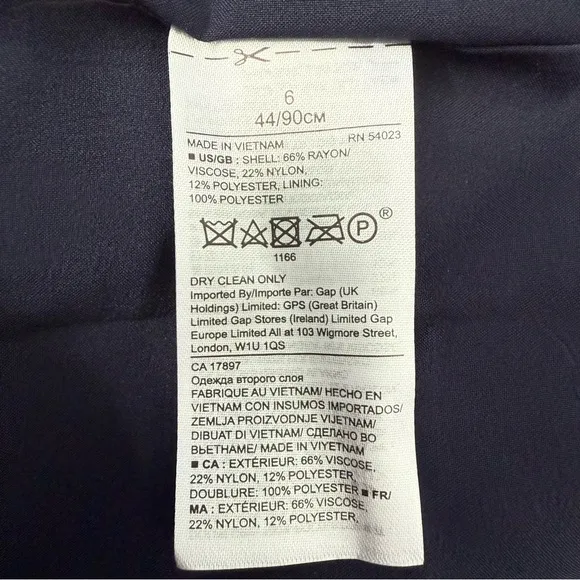 6
44/90CM
MADE IN VIETNAM RN 54023
■ US/GB : SHELL: 66% RAYON/
VISCOSE, 22% NYLON,
12% POLYESTER, LINING:
100% POLYESTER
P ®
1166
DRY CLEAN ONLY
Imported By/Importe Par: Gap (UK
Holdings) Limited: GPS (Great Britain)
Limited Gap Stores (Ireland) Limited Gap
Europe Limited All at 103 Wigmore Street,
London, W1U 1QS
CA 17897
Одежда второго слоя
FABRIQUE AU VIETNAM/ HECHO EN
VIETNAM CON INSUMOS IMPORTADOS/
ZEMLJA PROIZVODNJE VIJETNAM/
DIBUAT DI VIETNAM/ СДЕЛАНО ВО
ВЬЕТНАМЕ/ MADE IN VIYETNAM
■ CA : EXTÉRIEUR: 66% VISCOSE,
22% NYLON, 12% POLYESTER,
DOUBLURE: 100% POLYESTER ■ FR/
MA : EXTÉRIEUR: 66% VISCOSE,
22% NYLON, 12% POLYESTER,